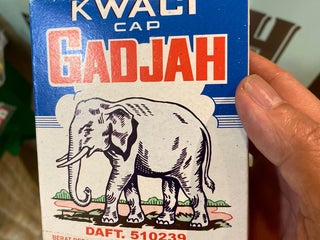 KWACI
CAP
GADJAH
DAFT. 510239